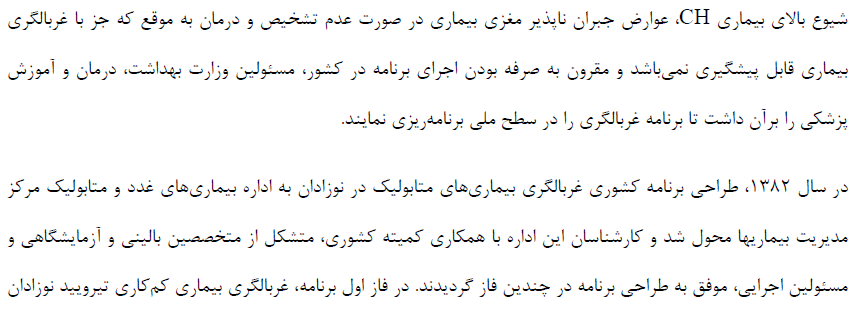 شیوع بالای بیماری CH، عوارض جبران ناپذیر مغزی بیماری در صورت عدم تشخیص و درمان به موقع که جز با غربالگری
بیماری قابل پیشگیری نمی‌باشد و مقرون به صرفه بودن اجرای برنامه در کشور، مسئولین وزارت بهداشت، درمان و آموزش
پزشکی را برآن داشت تا برنامه غربالگری را در سطح ملی برنامه‌ریزی نمایند.
در سال ۱۳۸۲، طراحی برنامه کشوری غربالگری بیماری‌های متابولیک در نوزادان به اداره بیماری‌های غدد و متابولیک مرکز
مدیریت بیماریها محول شد و کارشناسان این اداره با همکاری کمیته کشوری، متشکل از متخصصین بالینی و آزمایشگاهی و
مسئولین اجرایی، موفق به طراحی برنامه در چندین فاز گردیدند. در فاز اول برنامه، غربالگری بیماری کم‌کاری تیرویید نوزادان